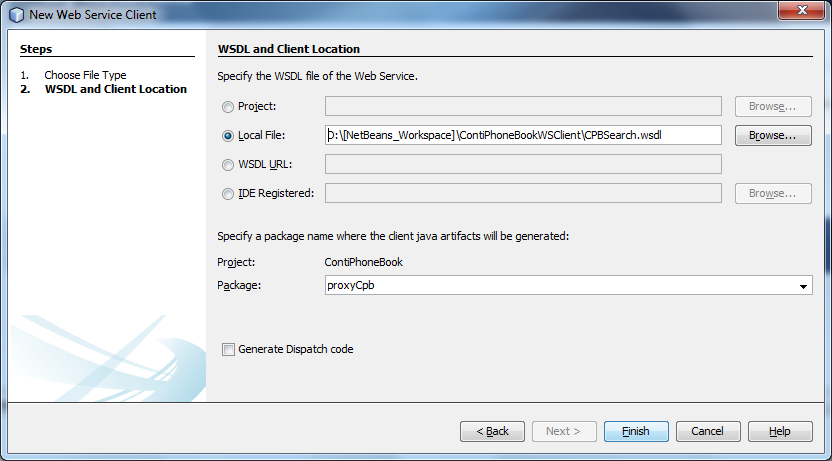 New Web Service Client
Steps
1. Choose File Type
2. WSDL and Client Location
WSDL and Client Location
Specify the WSDL file of the Web Service.
Project: Browse...
Local File: D:\[NetBeans_Workspace]\ContiPhoneBookWSClient\CPBSearch.wsdl Browse...
WSDL URL:
IDE Registered: Browse...
Specify a package name where the client java artifacts will be generated:
Project: ContiPhoneBook
Package: proxyCpb
Generate Dispatch code
< Back Next > Finish Cancel Help